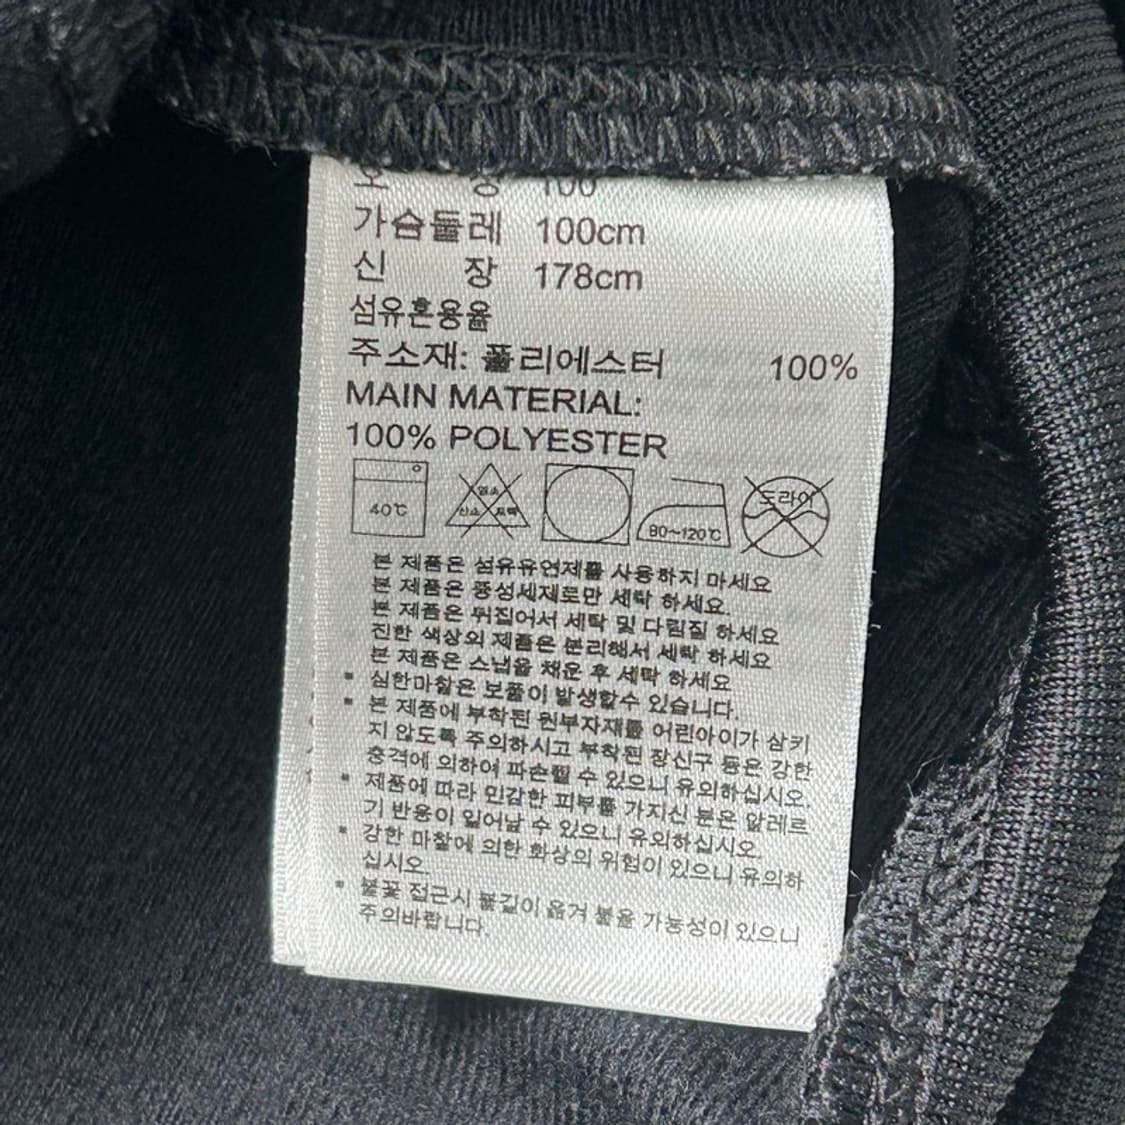 호 칭 100
가슴둘레 100cm
신 장 178cm
섬유혼용율
주소재: 폴리에스터 100%
MAIN MATERIAL:
100% POLYESTER
40℃ 염소 산소 표백 80~120℃ 드라이
본 제품은 섬유유연제를 사용하지 마세요
본 제품은 중성세제로만 세탁 하세요.
본 제품은 뒤집어서 세탁 및 다림질 하세요
진한 색상의 제품은 분리해서 세탁 하세요
본 제품은 스냅을 채운 후 세탁 하세요
▪ 심한마찰은 보풀이 발생할수 있습니다.
▪ 본 제품에 부착된 원부자재를 어린아이가 삼키
지 않도록 주의하시고 부착된 장신구 등은 강한
충격에 의하여 파손될 수 있으니 유의하십시오.
▪ 제품에 따라 민감한 피부를 가지신 분은 알레르
기 반응이 일어날 수 있으니 유의하십시오.
▪ 강한 마찰에 의한 화상의 위험이 있으니 유의하
십시오.
▪ 불꽃 접근시 불길이 옮겨 붙을 가능성이 있으니
주의바랍니다.